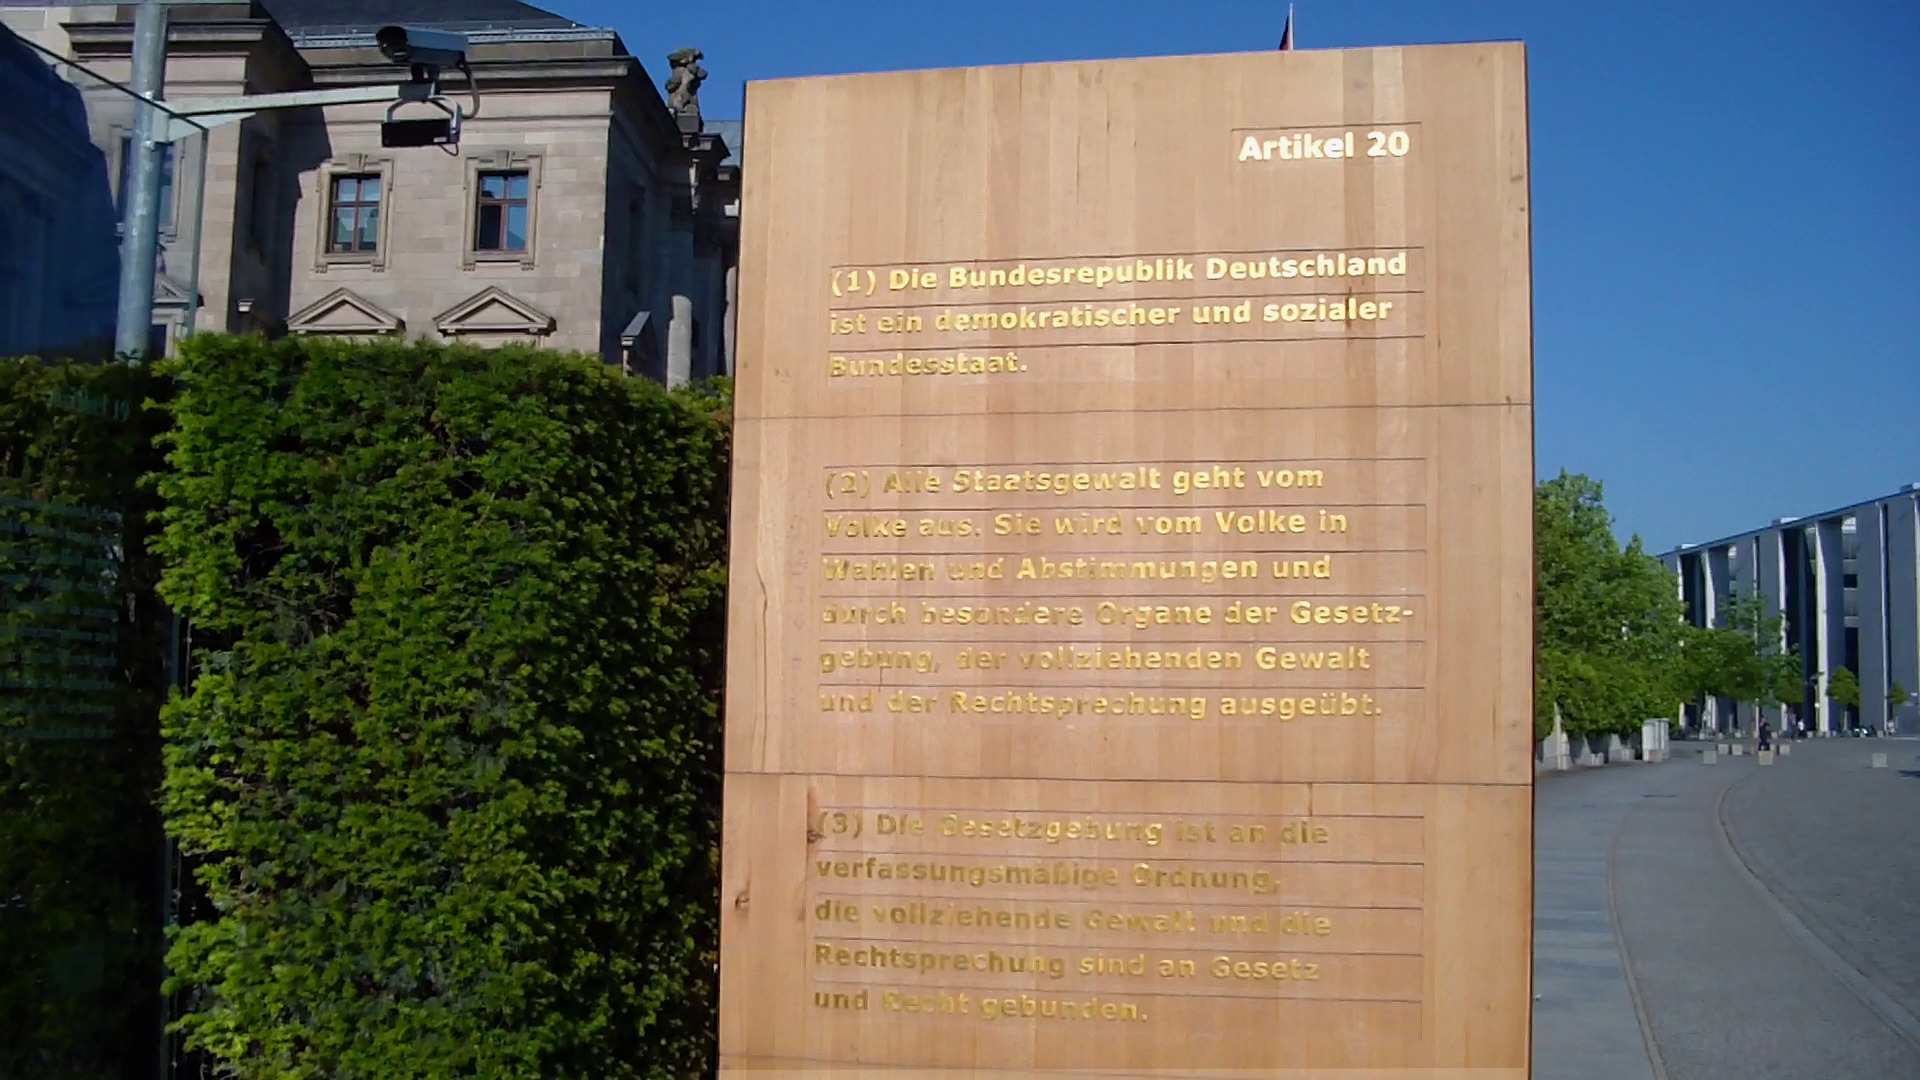 Artikel 20
(1) Die Bundesrepublik Deutschland
ist ein demokratischer und sozialer
Bundesstaat.
(2) Alle Staatsgewalt geht vom
Volke aus. Sie wird vom Volke in
Wahlen und Abstimmungen und
durch besondere Organe der Gesetz-
gebung, der vollziehenden Gewalt
und der Rechtsprechung ausgeübt.
(3) Die Gesetzgebung ist an die
verfassungsmäßige Ordnung,
die vollziehende Gewalt und die
Rechtsprechung sind an Gesetz
und Recht gebunden.